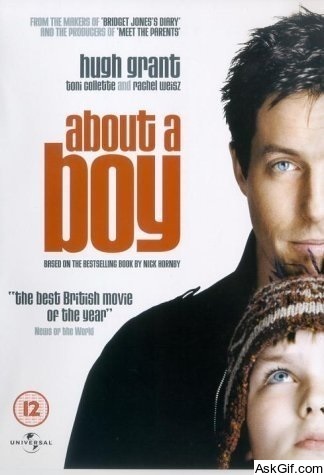 FROM THE MAKERS OF 'BRIDGET JONES'S DIARY'
AND THE PRODUCERS OF 'MEET THE PARENTS'
hugh grant
toni collette and rachel weisz
about a
boy
BASED ON THE BESTSELLING BOOK BY NICK HORNBY
"the best British movie
of the year"
News of the World
12
UNIVERSAL
AskGif.com